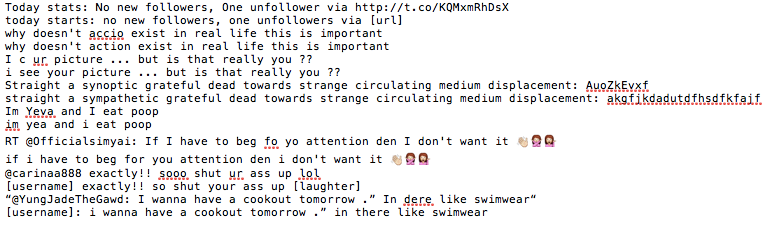 Today stats: No new followers, One unfollower via http://t.co/KQMxmRhDsX
today starts: no new followers, one unfollowers via [url]
why doesn't accio exist in real life this is important
why doesn't action exist in real life this is important
I c ur picture ... but is that really you ??
i see your picture ... but is that really you ??
Straight a synoptic grateful dead towards strange circulating medium displacement: AuoZkEvxf
straight a sympathetic grateful dead towards strange circulating medium displacement: akgfjkdadutdfhsdfkfajf
Im Yeya and I eat poop
im yea and i eat poop
RT @Officialsimyai: If I have to beg fo yo attention den I don't want it 👏🏼🙅🏽🙅🏽
if i have to beg for you attention den i don't want it 👏🏼🙅🏽🙅🏽
@carinaa888 exactly!! sooo shut ur ass up lol
[username] exactly!! so shut your ass up [laughter]
“@YungJadeTheGawd: I wanna have a cookout tomorrow .” In dere like swimwear“
[username]: i wanna have a cookout tomorrow .” in there like swimwear